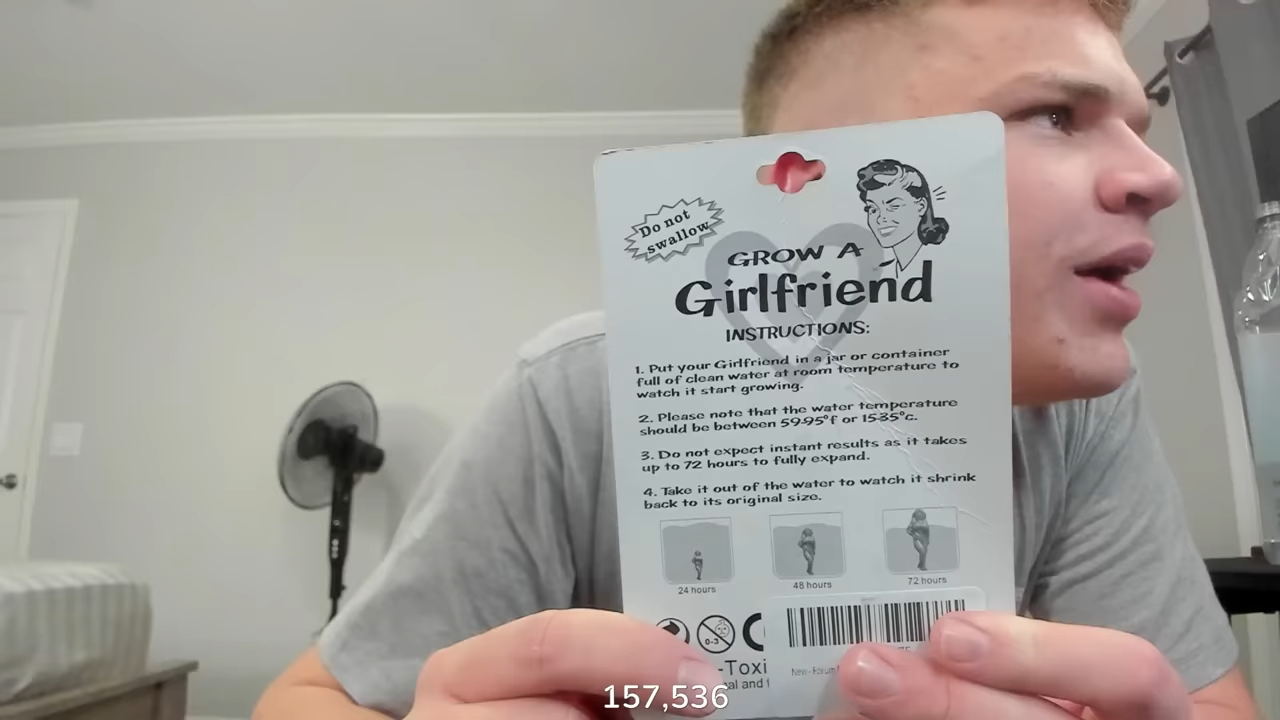 Do not
swallow
GROW A
Girlfriend
INSTRUCTIONS:
1. Put your Girlfriend in a jar or container
full of clean water at room temperature to
watch it start growing.
2. Please note that the water temperature
should be between 59-95°f or 15-35°c.
3. Do not expect instant results as it takes
up to 72 hours to fully expand.
4. Take it out of the water to watch it shrink
back to its original size.
24 hours
48 hours
72 hours
0-3
-Toxi
157,536